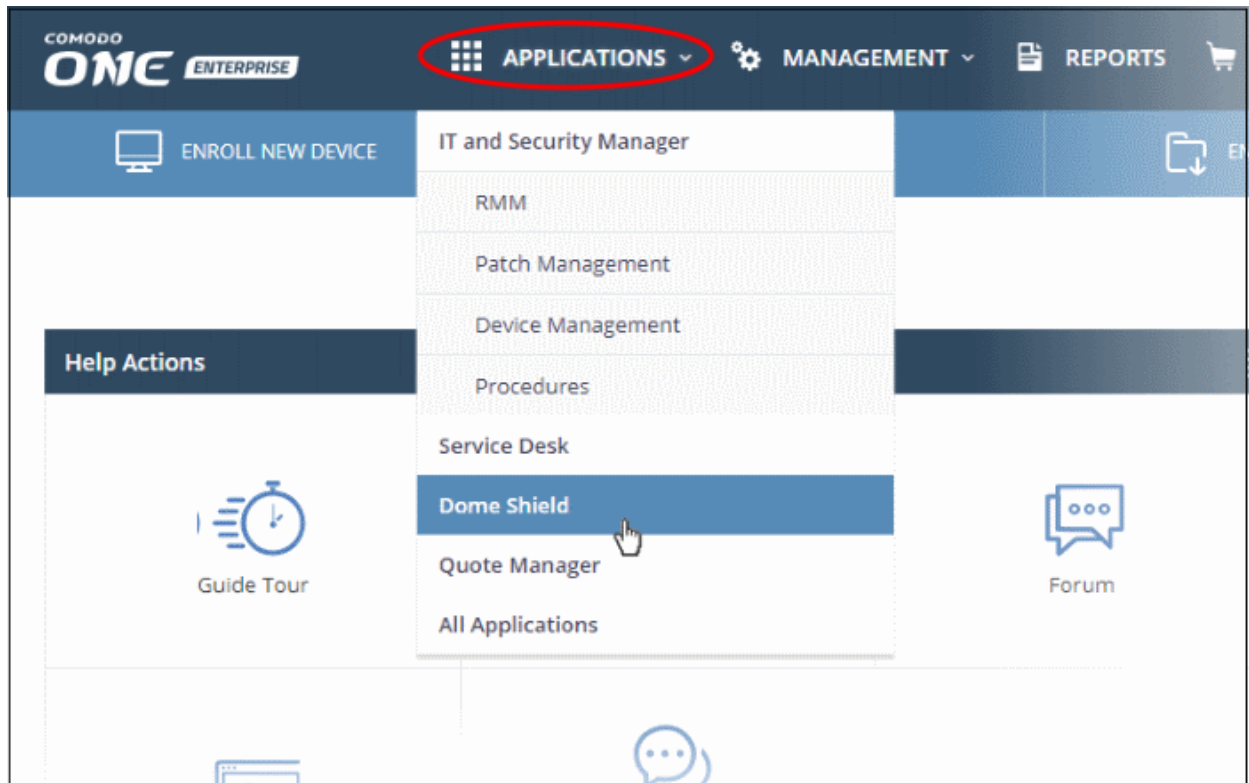 COMODO
ONE ENTERPRISE
APPLICATIONS
MANAGEMENT
REPORTS
ENROLL NEW DEVICE
IT and Security Manager
RMM
Patch Management
Device Management
Procedures
Service Desk
Dome Shield
Quote Manager
All Applications
Help Actions
Guide Tour
Forum